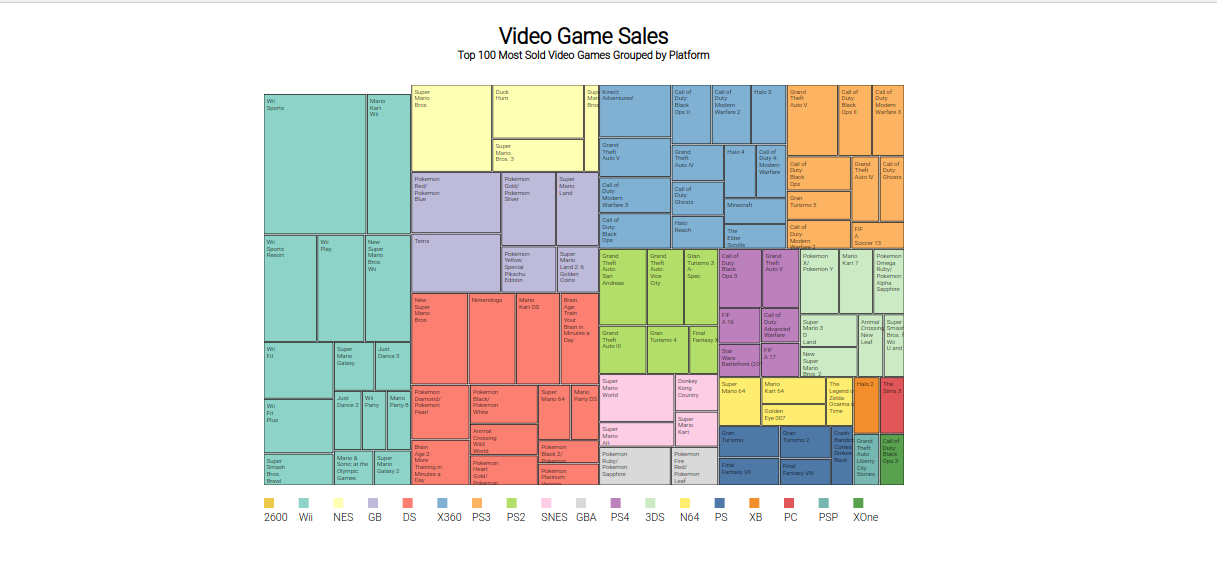 Video Game Sales
Top 100 Most Sold Video Games Grouped by Platform
Wii
Sports
Mario
Kart
Wii
Wii
Sports
Resort
Wii
Play
New
Super
Mario
Bros.
Wii
Wii
Fit
Super
Mario
Galaxy
Just
Dance 3
Wii
Fit
Plus
Just
Dance 2
Wii
Party
Mario
Party 8
Super
Smash
Bros.
Brawl
Mario &
Sonic at the
Olympic
Games
Super
Mario
Galaxy 2
Super
Mario
Bros.
Duck
Hunt
Super
Mario
Bros. 3
Super
Mario
Bros
Pokemon
Red/
Pokemon
Blue
Pokemon
Gold/
Pokemon
Silver
Super
Mario
Land
Tetris
Pokemon
Yellow:
Special
Pikachu
Edition
Super
Mario
Land 2: 6
Golden
Coins
New
Super
Mario
Bros.
Nintendogs
Mario
Kart DS
Brain
Age:
Train
Your
Brain in
Minutes a
Day
Pokemon
Diamond/
Pokemon
Pearl
Pokemon
Black/
Pokemon
White
Super
Mario 64
Mario
Party DS
Animal
Crossing:
Wild
World
Brain
Age 2:
More
Training in
Minutes a
Day
Pokemon
Heart
Gold/
Pokemon
Black 2/
Pokemon
Pokemon
Platinum
Version
Kinect
Adventures!
Call of
Duty:
Black
Ops II
Call of
Duty:
Modern
Warfare 2
Halo 3
Grand
Theft
Auto V
Grand
Theft
Auto IV
Halo 4
Call of
Duty 4:
Modern
Warfare
Call of
Duty:
Modern
Warfare 3
Call of
Duty:
Ghosts
Minecraft
Call of
Duty:
Black
Ops
Halo:
Reach
The
Elder
Scrolls
Grand
Theft
Auto V
Call of
Duty:
Black
Ops II
Call of
Duty:
Modern
Warfare 3
Call of
Duty:
Black
Ops
Grand
Theft
Auto IV
Call of
Duty:
Ghosts
Gran
Turismo 5
Call of
Duty:
Modern
Warfare 2
FIF
A
Soccer 13
Grand
Theft
Auto:
San
Andreas
Grand
Theft
Auto:
Vice
City
Gran
Turismo 3:
A-
Spec
Grand
Theft
Auto III
Gran
Turismo 4
Final
Fantasy X
Super
Mario
World
Donkey
Kong
Country
Super
Mario
All-
Super
Mario
Kart
Pokemon
Ruby/
Pokemon
Sapphire
Pokemon
Fire
Red/
Pokemon
Leaf
Call of
Duty:
Black
Ops 3
Grand
Theft
Auto V
FIF
A 16
Call of
Duty:
Advanced
Warfare
Star
Wars
Battlefront (20
FIF
A 17
Pokemon
X/
Pokemon Y
Mario
Kart 7
Pokemon
Omega
Ruby/
Pokemon
Alpha
Sapphire
Super
Mario 3
D
Land
Animal
Crossing:
New
Leaf
Super
Smash
Bros. f
Wii
U and
New
Super
Mario
Bros. 2
Super
Mario 64
Mario
Kart 64
The
Legend o
Zelda:
Ocarina o
Time
Golden
Eye 007
Halo 2
The
Sims 3
Gran
Turismo
Gran
Turismo 2
Crash
Bandic
Cortex
Strikes
Back
Final
Fantasy VII
Final
Fantasy VIII
Grand
Theft
Auto:
Liberty
City
Stories
Call of
Duty:
Black
Ops 3
2600 Wii NES GB DS X360 PS3 PS2 SNES GBA PS4 3DS N64 PS XB PC PSP XOne